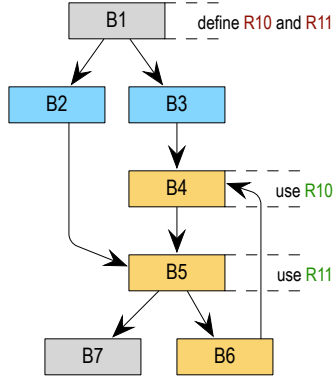 B1
define R10 and R11
B2
B3
B4
use R10
B5
use R11
B7
B6